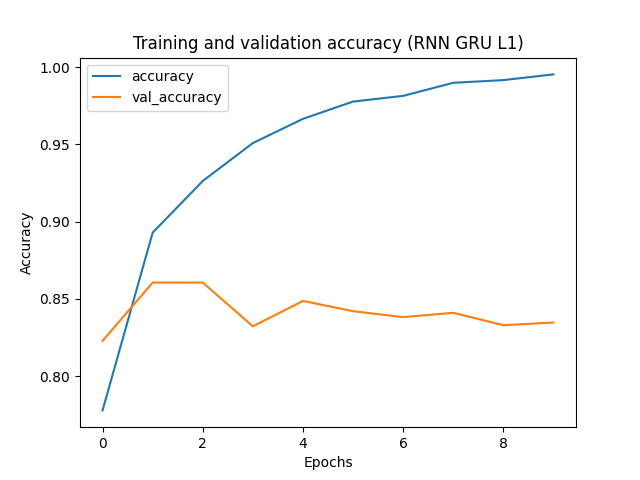 Training and validation accuracy (RNN GRU L1)
accuracy
val_accuracy
1.00
0.95
0.90
0.85
0.80
Accuracy
0
2
4
6
8
Epochs